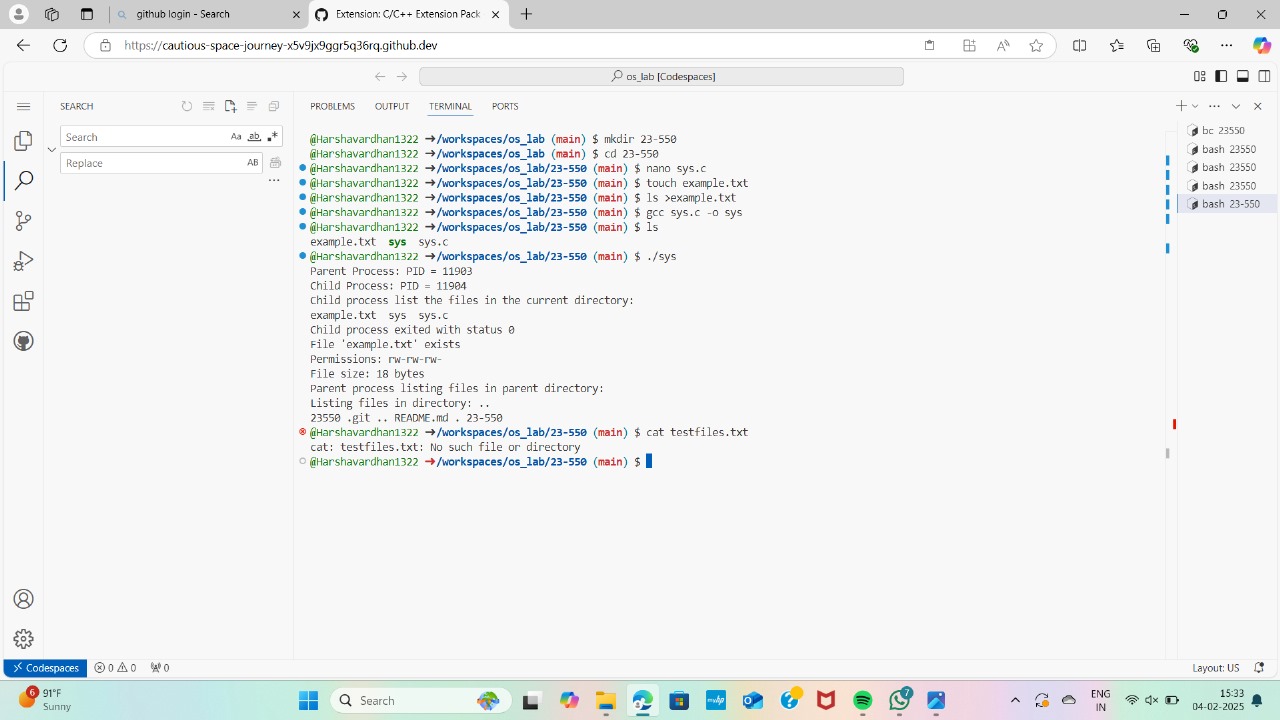 github login - Search
Extension: C/C++ Extension Pack
https://cautious-space-journey-x5v9jx9ggr5q36rq.github.dev
os_lab [Codespaces]
SEARCH
Search
Aa ab
Replace
AB
PROBLEMS OUTPUT TERMINAL PORTS
@Harshavardhan1322 ➜/workspaces/os_lab (main) $ mkdir 23-550
@Harshavardhan1322 ➜/workspaces/os_lab (main) $ cd 23-550
@Harshavardhan1322 ➜/workspaces/os_lab/23-550 (main) $ nano sys.c
@Harshavardhan1322 ➜/workspaces/os_lab/23-550 (main) $ touch example.txt
@Harshavardhan1322 ➜/workspaces/os_lab/23-550 (main) $ ls >example.txt
@Harshavardhan1322 ➜/workspaces/os_lab/23-550 (main) $ gcc sys.c -o sys
@Harshavardhan1322 ➜/workspaces/os_lab/23-550 (main) $ ls
example.txt sys sys.c
@Harshavardhan1322 ➜/workspaces/os_lab/23-550 (main) $ ./sys
Parent Process: PID = 11903
Child Process: PID = 11904
Child process list the files in the current directory:
example.txt sys sys.c
Child process exited with status 0
File 'example.txt' exists
Permissions: rw-rw-rw-
File size: 18 bytes
Parent process listing files in parent directory:
Listing files in directory: ..
23550 .git .. README.md . 23-550
@Harshavardhan1322 ➜/workspaces/os_lab/23-550 (main) $ cat testfiles.txt
cat: testfiles.txt: No such file or directory
@Harshavardhan1322 ➜/workspaces/os_lab/23-550 (main) $
bc 23550
bash 23550
bash 23550
bash 23550
bash 23-550
Codespaces
0 0
0
Layout: US
6
91°F
Sunny
Search
myhp
7
ENG
IN
15:33
04-02-2025